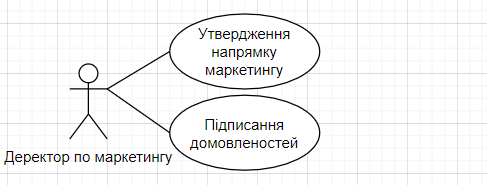 Утвердження
напрямку
маркетингу
Підписання
домовленостей
Деректор по маркетингу